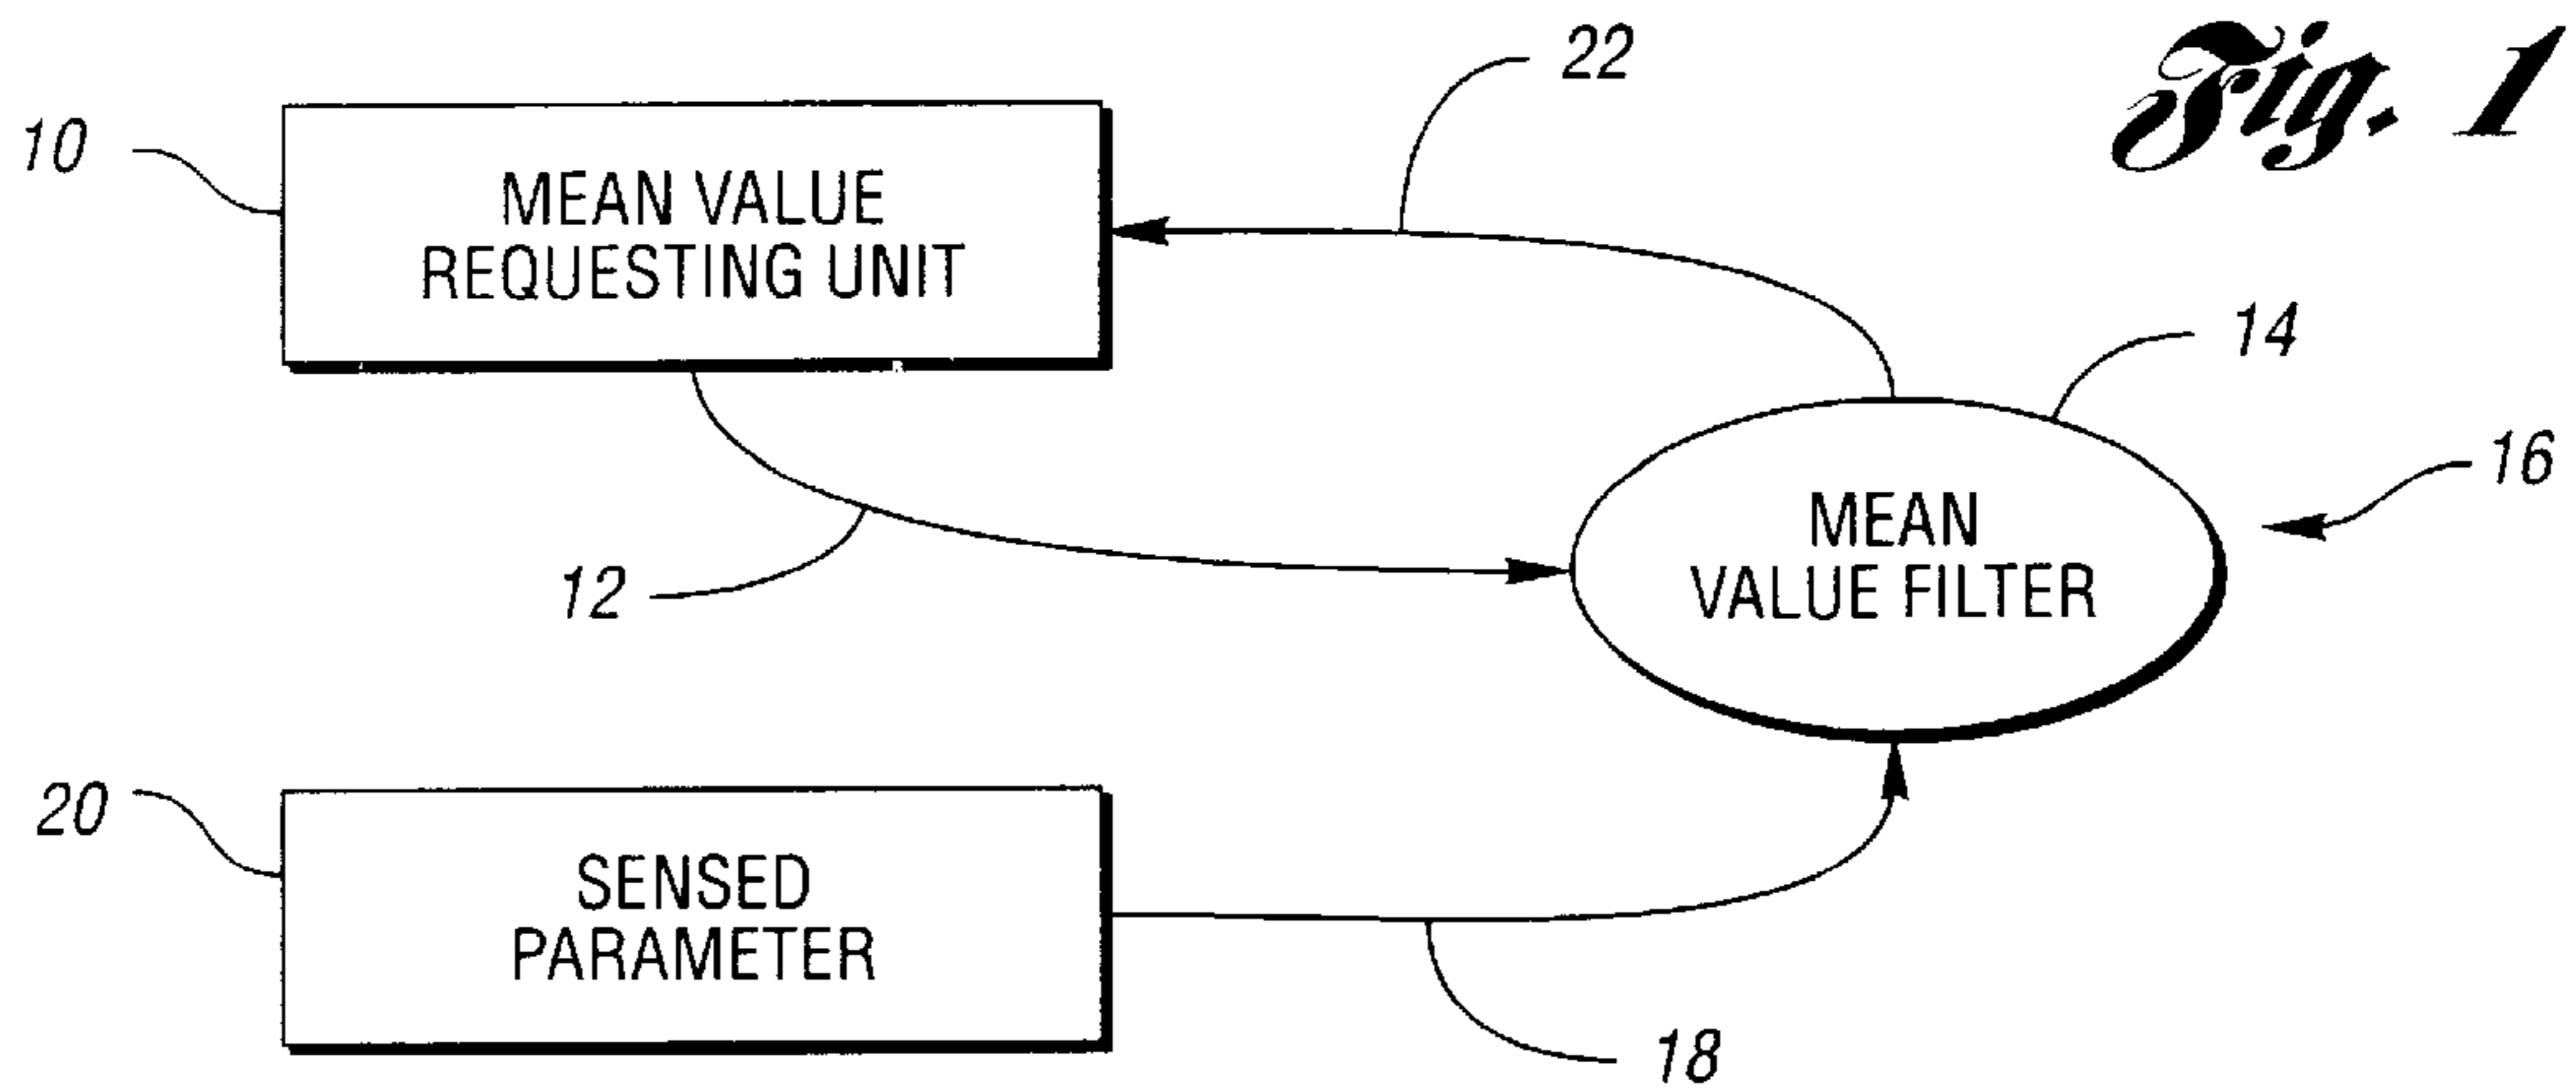 Fig. 1
22
10
MEAN VALUE
REQUESTING UNIT
14
16
MEAN
VALUE FILTER
12
20
SENSED
PARAMETER
18